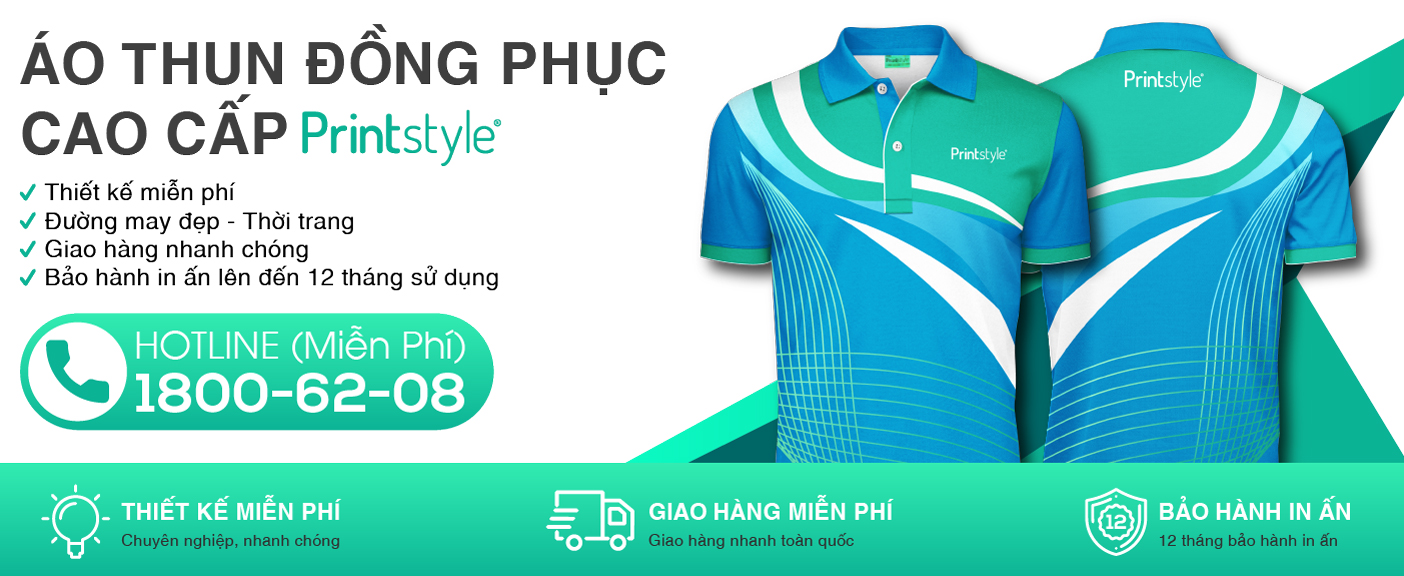 ÁO THUN ĐỒNG PHỤC
CAO CẤP Printstyle®
Thiết kế miễn phí
Đường may đẹp - Thời trang
Giao hàng nhanh chóng
Bảo hành in ấn lên đến 12 tháng sử dụng
HOTLINE (Miễn Phí)
1800-62-08
Printstyle®
Printstyle®
THIẾT KẾ MIỄN PHÍ
Chuyên nghiệp, nhanh chóng
GIAO HÀNG MIỄN PHÍ
Giao hàng nhanh toàn quốc
12
BẢO HÀNH IN ẤN
12 tháng bảo hành in ấn